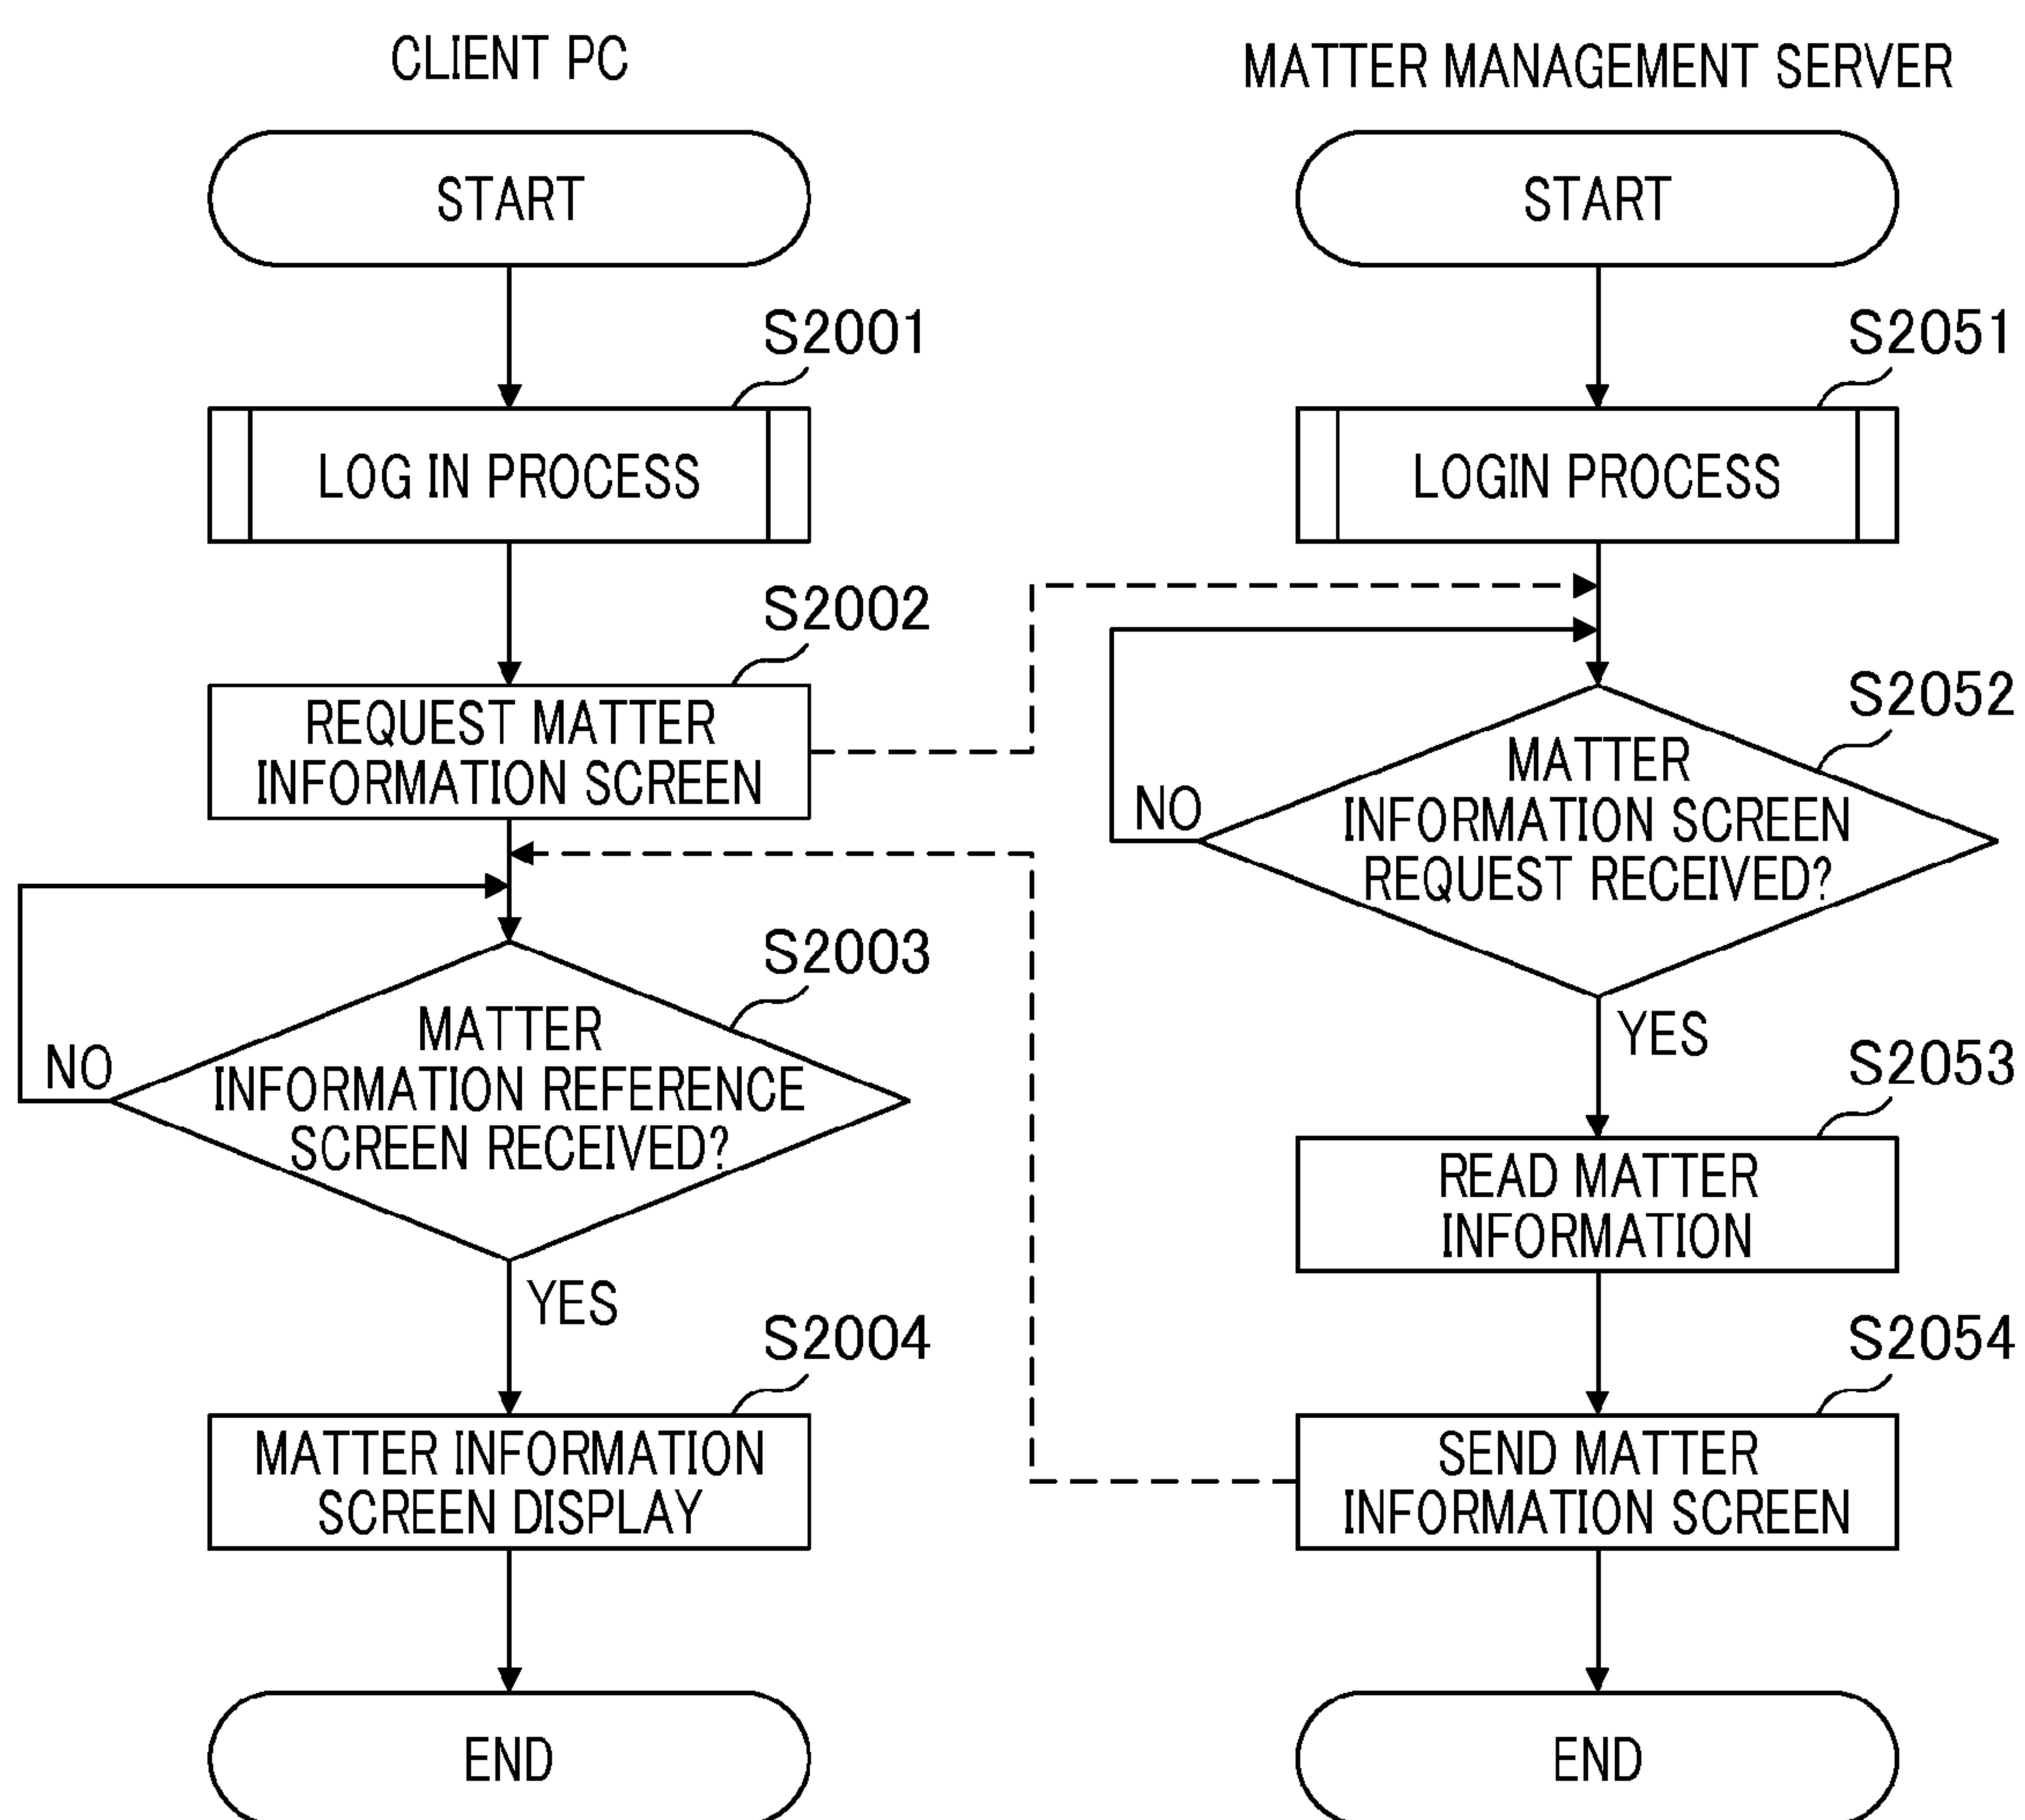 CLIENT PC
START
S2001
LOG IN PROCESS
S2002
REQUEST MATTER
INFORMATION SCREEN
S2003
MATTER
INFORMATION REFERENCE
SCREEN RECEIVED?
NO
YES
S2004
MATTER INFORMATION
SCREEN DISPLAY
END
MATTER MANAGEMENT SERVER
START
S2051
LOGIN PROCESS
S2052
MATTER
INFORMATION SCREEN
REQUEST RECEIVED?
NO
YES
S2053
READ MATTER
INFORMATION
S2054
SEND MATTER
INFORMATION SCREEN
END